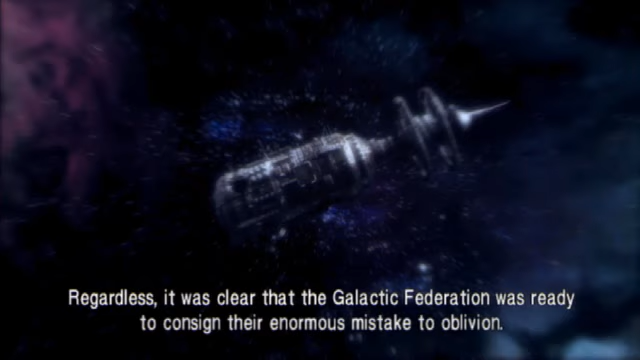 Regardless, it was clear that the Galactic Federation was ready
to consign their enormous mistake to oblivion.